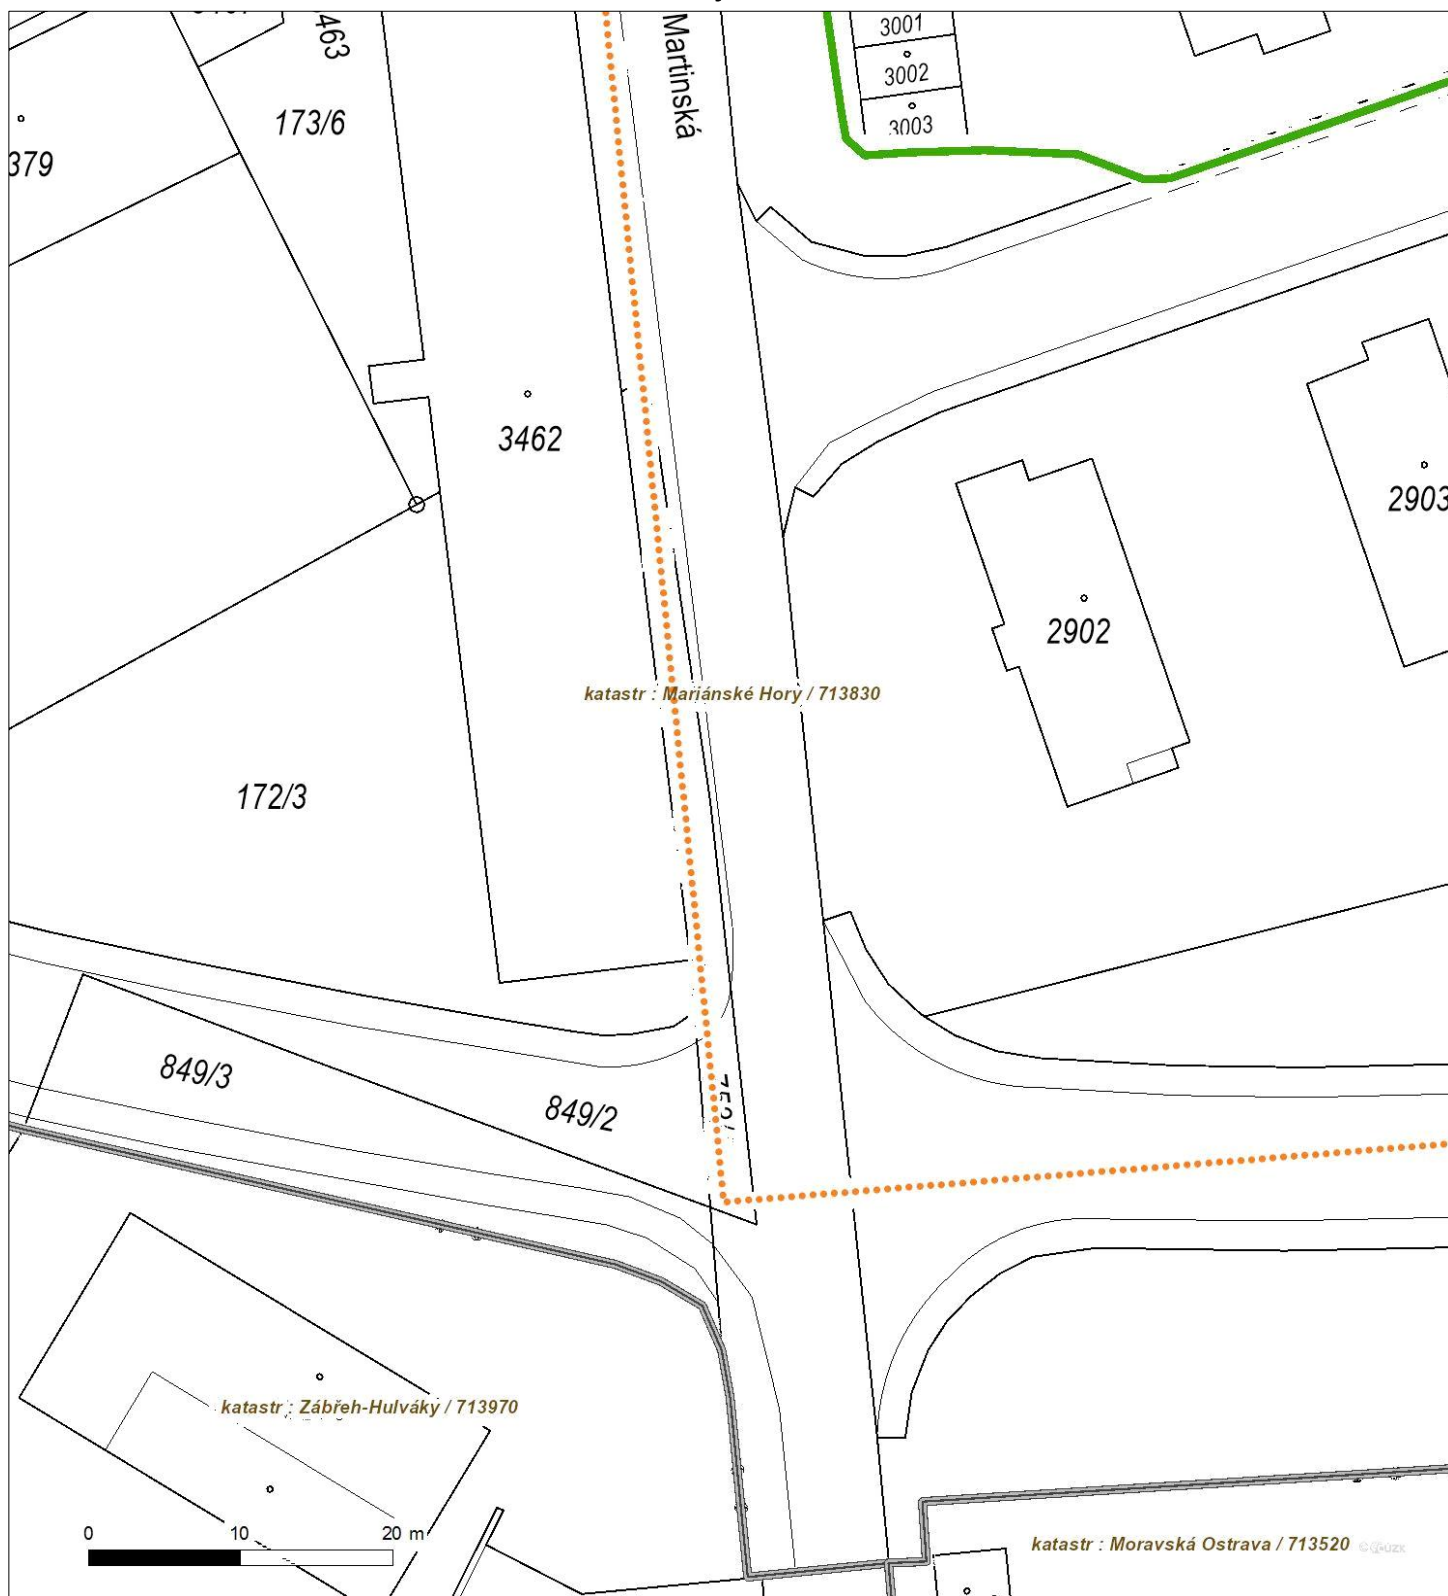 463
Martinská
3001
3002
3003
173/6
379
3462
2903
2902
katastr : Mariánské Hory / 713830
172/3
849/3
849/2
katastr : Zábřeh-Hulváky / 713970
0 10 20 m
katastr : Moravská Ostrava / 713520